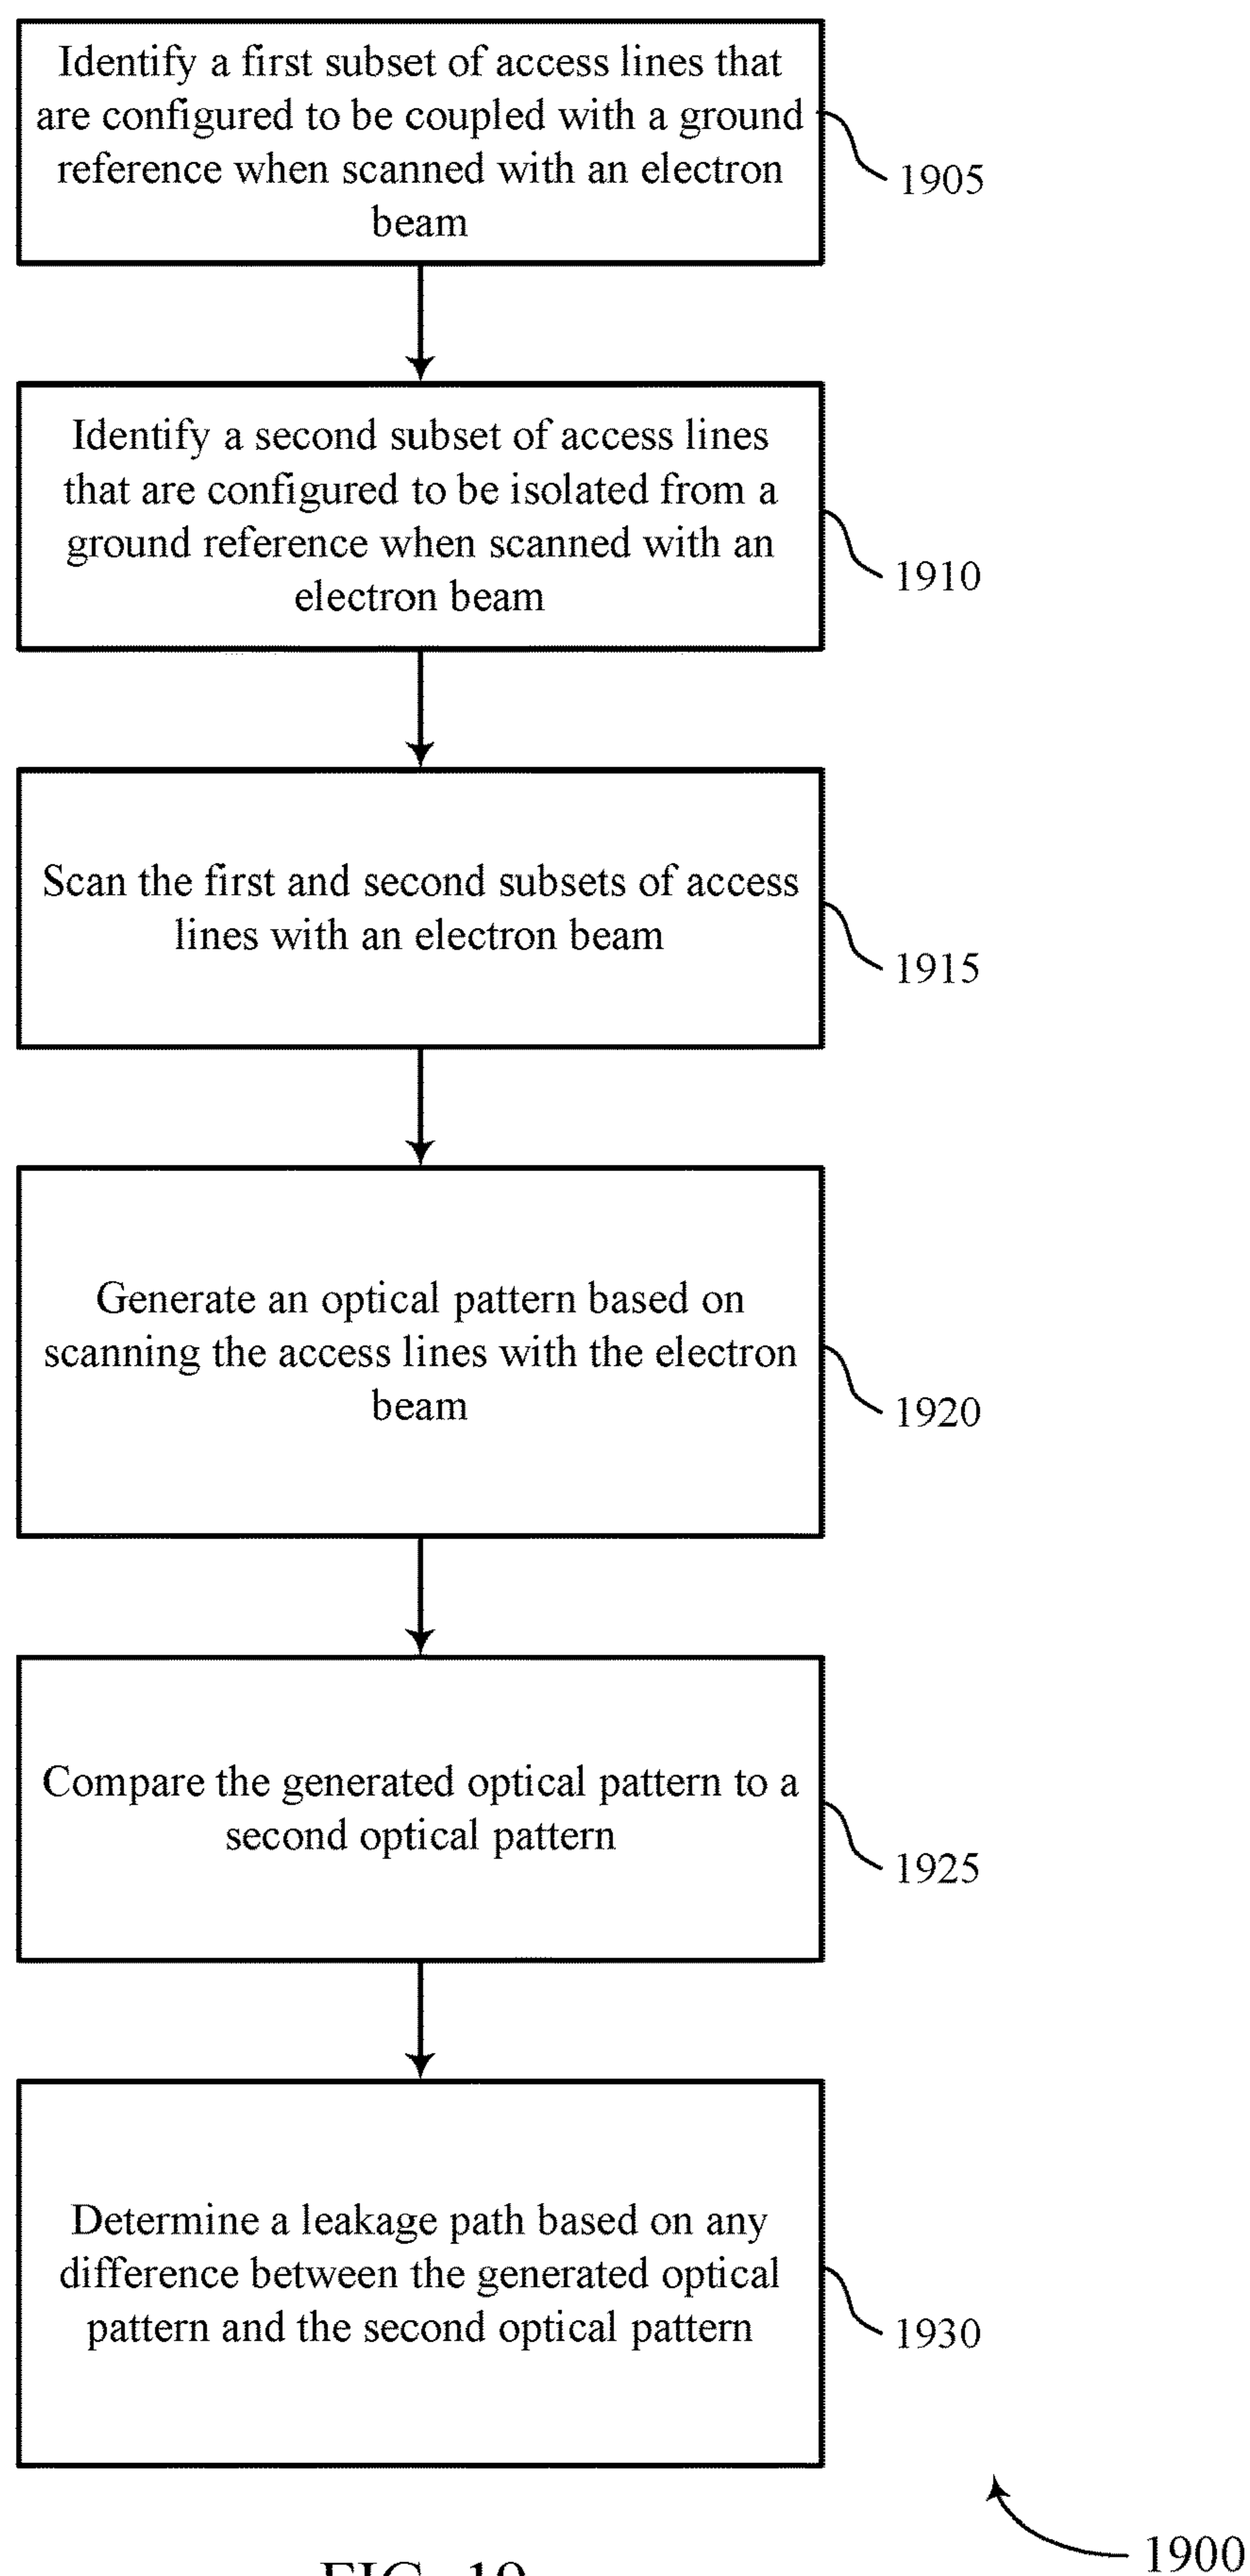 Identify a first subset of access lines that
are configured to be coupled with a ground
reference when scanned with an electron
beam
1905
Identify a second subset of access lines
that are configured to be isolated from a
ground reference when scanned with an
electron beam
1910
Scan the first and second subsets of access
lines with an electron beam
1915
Generate an optical pattern based on
scanning the access lines with the electron
beam
1920
Compare the generated optical pattern to a
second optical pattern
1925
Determine a leakage path based on any
difference between the generated optical
pattern and the second optical pattern
1930
1900
FIG. 19